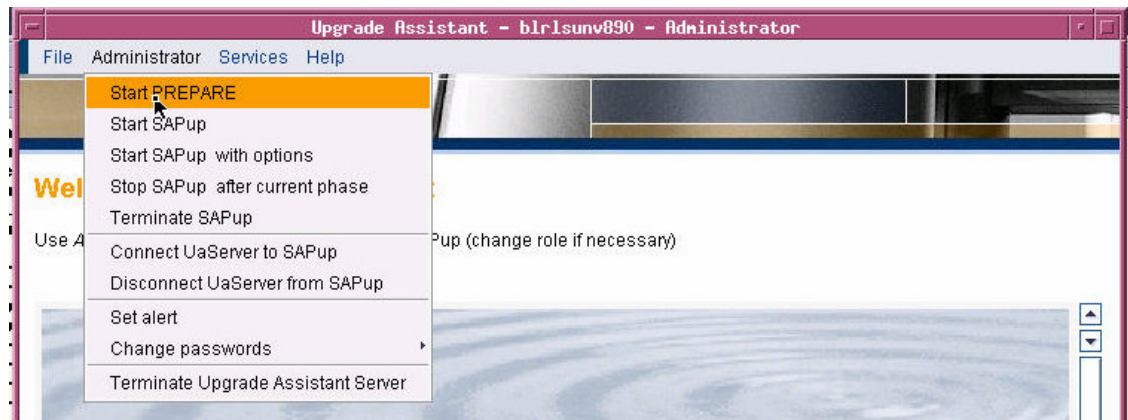 Upgrade Assistant - blrlsunv890 - Administrator
File Administrator Services Help
Start PREPARE
Start SAPup
Start SAPup with options
Wel
Stop SAPup after current phase
Terminate SAPup
Use A
Pup (change role if necessary)
Connect UaServer to SAPup
Disconnect UaServer from SAPup
Set alert
Change passwords
Terminate Upgrade Assistant Server